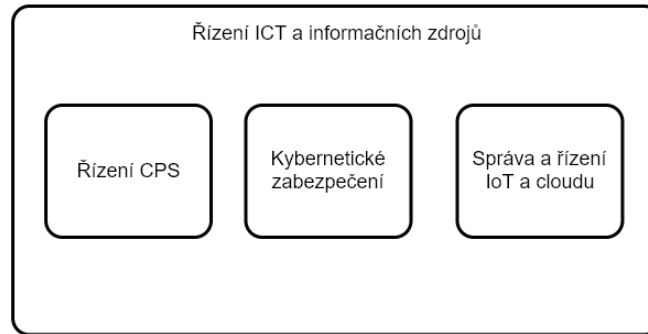 Řízení ICT a informačních zdrojů
Řízení CPS
Kybernetické
zabezpečení
Správa a řízení
IoT a cloudu